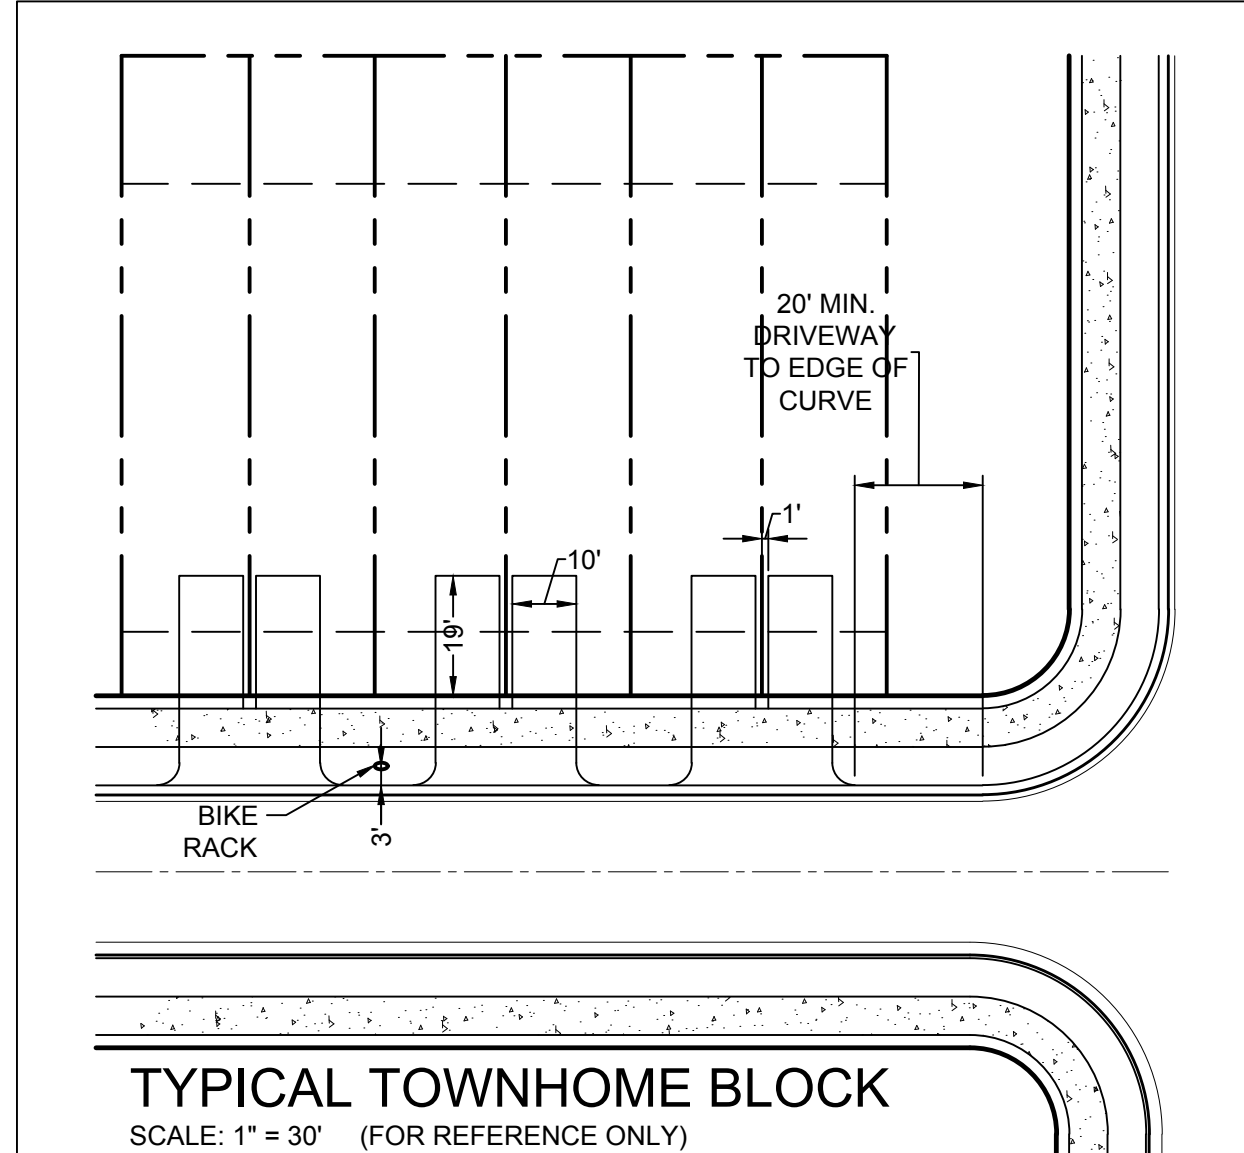 20' MIN.
DRIVEWAY
TO EDGE OF
CURVE
1'
10'
19'
BIKE
RACK
3'
TYPICAL TOWNHOME BLOCK
SCALE: 1" = 30' (FOR REFERENCE ONLY)